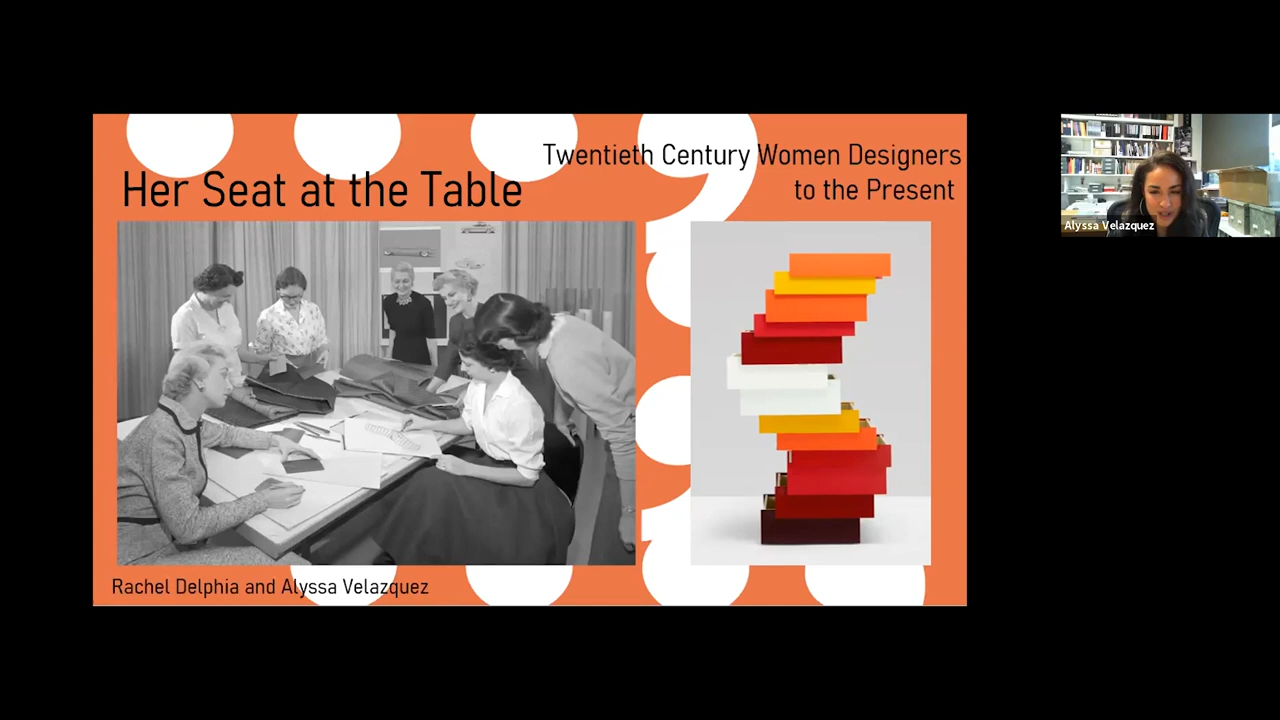 Her Seat at the Table
Twentieth Century Women Designers
to the Present
Rachel Delphia and Alyssa Velazquez
Alyssa Velazquez